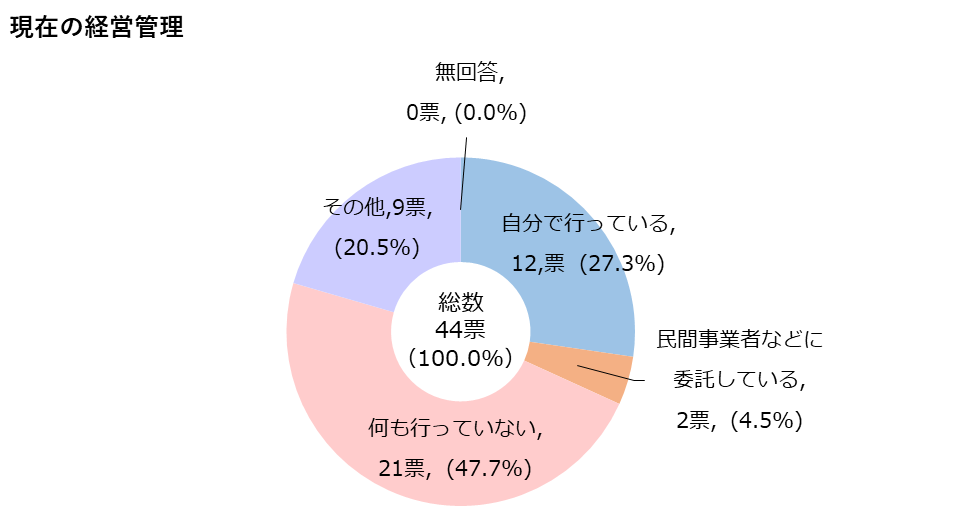 現在の経営管理
無回答,
0票, (0.0%)
その他,9票,
(20.5%)
自分で行っている,
12,票 (27.3%)
総数
44票
（100.0%）
民間事業者などに
委託している,
2票, (4.5%)
何も行っていない,
21票, (47.7%)